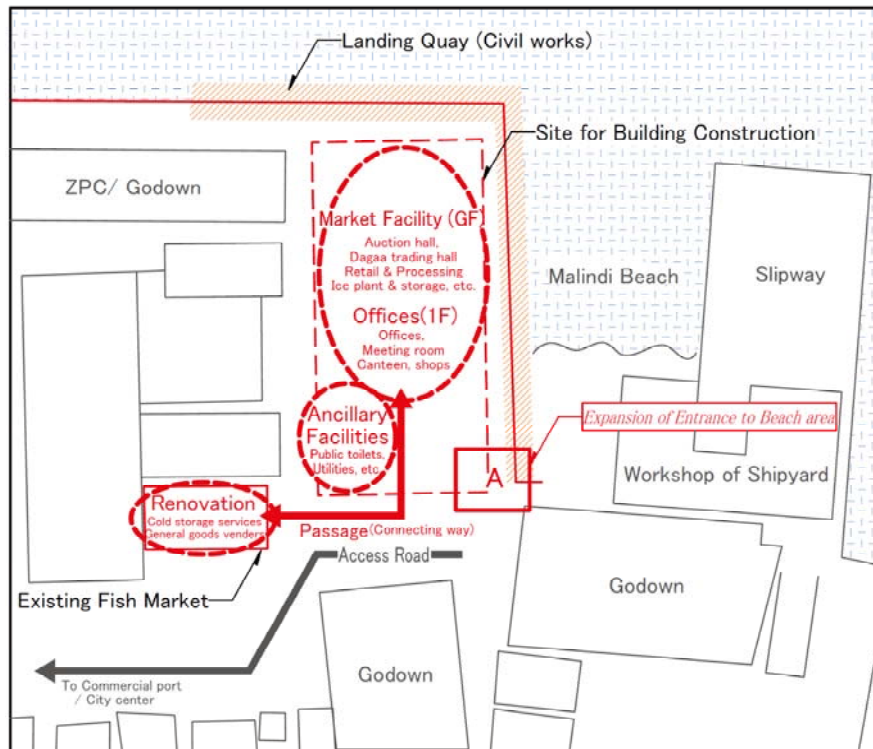 Landing Quay (Civil works)
Site for Building Construction
ZPC/ Godown
Market Facility (GF)
Auction hall,
Dagaa trading hall
Retail & Processing
Ice plant & storage, etc.
Offices(1F)
Offices,
Meeting room
Canteen, shops
Malindi Beach
Slipway
Ancillary
Facilities
Public toilets,
Utilities, etc
Expansion of Entrance to Beach area
A
Workshop of Shipyard
Renovation
Cold storage services
General goods venders
Passage(Connecting way)
Access Road
Existing Fish Market
Godown
Godown
To Commercial port
/ City center